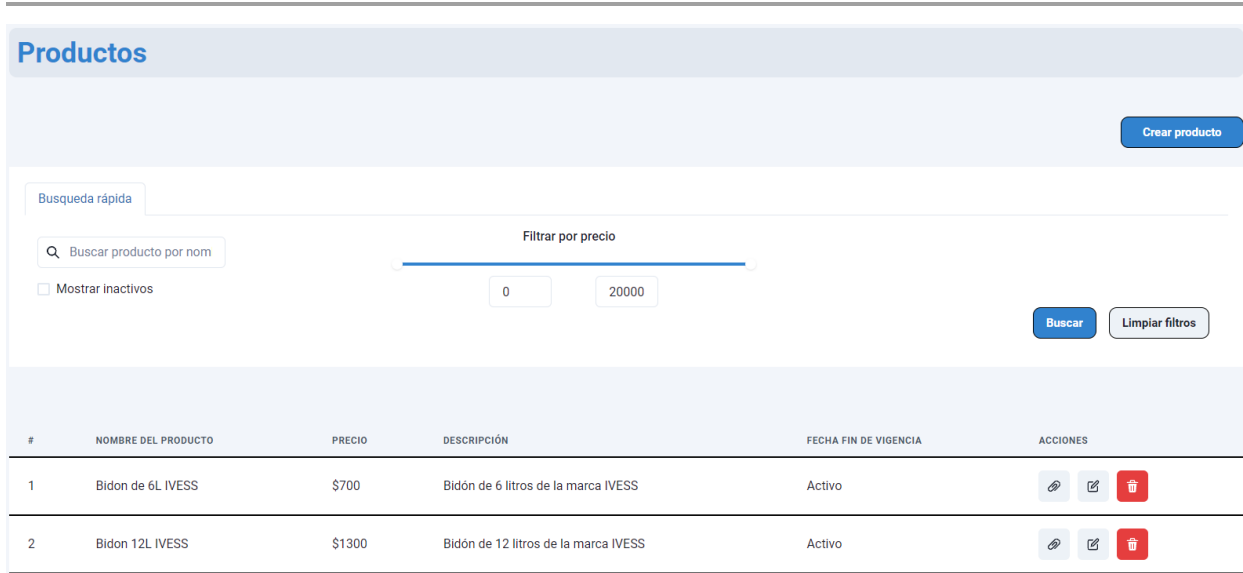 Productos
Crear producto
Busqueda rápida
Buscar producto por nom
Filtrar por precio
Mostrar inactivos
0 20000
Buscar Limpiar filtros
# NOMBRE DEL PRODUCTO PRECIO DESCRIPCIÓN FECHA FIN DE VIGENCIA ACCIONES
1 Bidon de 6L IVESS $700 Bidón de 6 litros de la marca IVESS Activo
2 Bidon 12L IVESS $1300 Bidón de 12 litros de la marca IVESS Activo